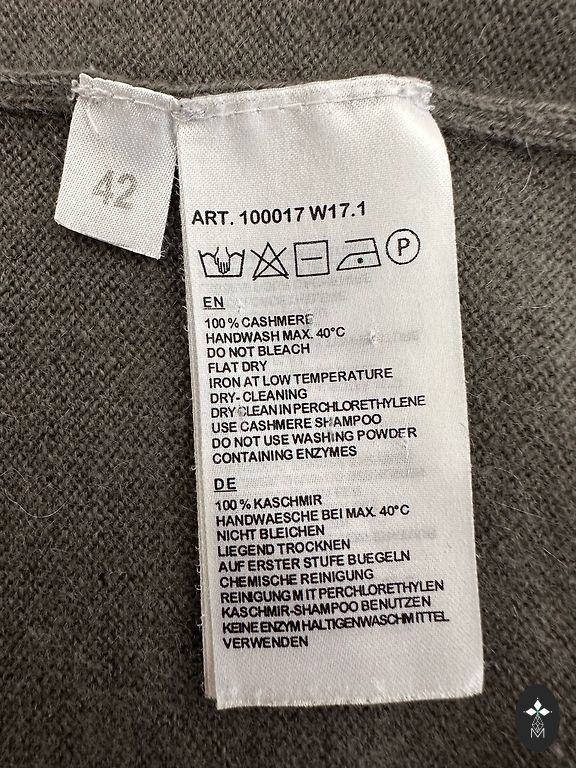 42
ART. 100017 W17.1
P
EN
100 % CASHMERE
HANDWASH MAX. 40°C
DO NOT BLEACH
FLAT DRY
IRON AT LOW TEMPERATURE
DRY- CLEANING
DRY CLEAN IN PERCHLORETHYLENE
USE CASHMERE SHAMPOO
DO NOT USE WASHING POWDER
CONTAINING ENZYMES
DE
100 % KASCHMIR
HANDWAESCHE BEI MAX. 40°C
NICHT BLEICHEN
LIEGEND TROCKNEN
AUF ERSTER STUFE BUEGELN
CHEMISCHE REINIGUNG
REINIGUNG MIT PERCHLORETHYLEN
KASCHMIR-SHAMPOO BENUTZEN
KEINE ENZYMHALTIGEN WASCHMITTEL
VERWENDEN
M